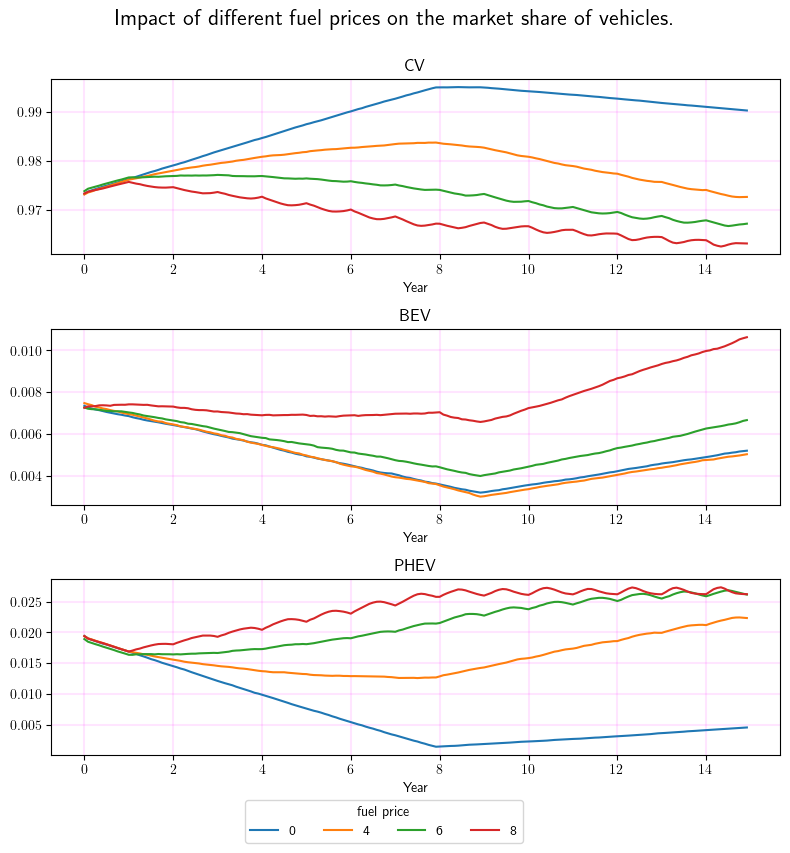 Impact of different fuel prices on the market share of vehicles.
CV
0.99
0.98
0.97
0 2 4 6 8 10 12 14
Year
BEV
0.010
0.008
0.006
0.004
0 2 4 6 8 10 12 14
Year
PHEV
0.025
0.020
0.015
0.010
0.005
0 2 4 6 8 10 12 14
Year
fuel price
0 4 6 8